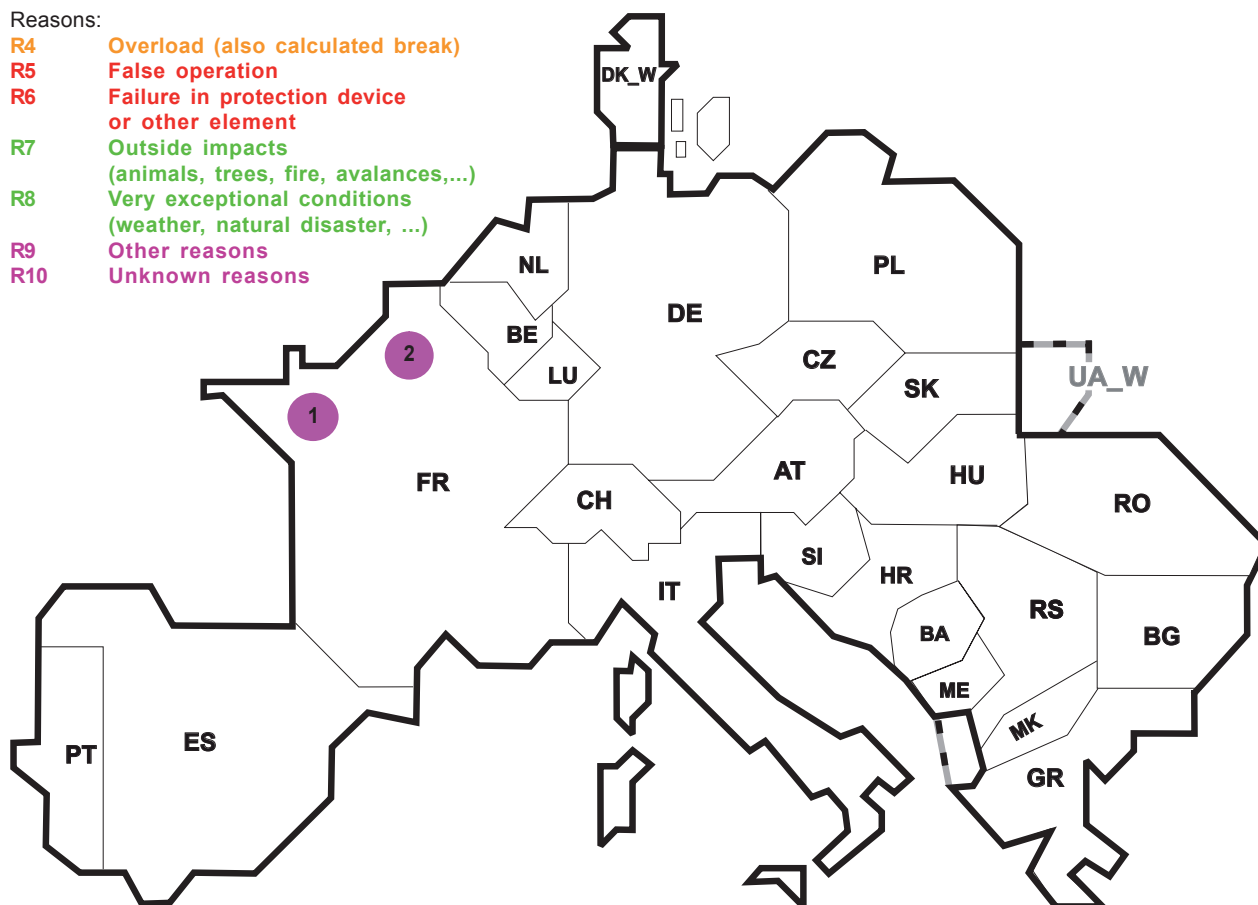 Reasons:
R4 Overload (also calculated break)
R5 False operation
R6 Failure in protection device
or other element
R7 Outside impacts
(animals, trees, fire, avalances,...)
R8 Very exceptional conditions
(weather, natural disaster, ...)
R9 Other reasons
R10 Unknown reasons
DK_W
NL
PL
DE
BE
2
CZ
LU
SK
UA_W
1
FR
CH
AT
HU
RO
SI
HR
IT
RS
BA
BG
ME
MK
PT
ES
GR